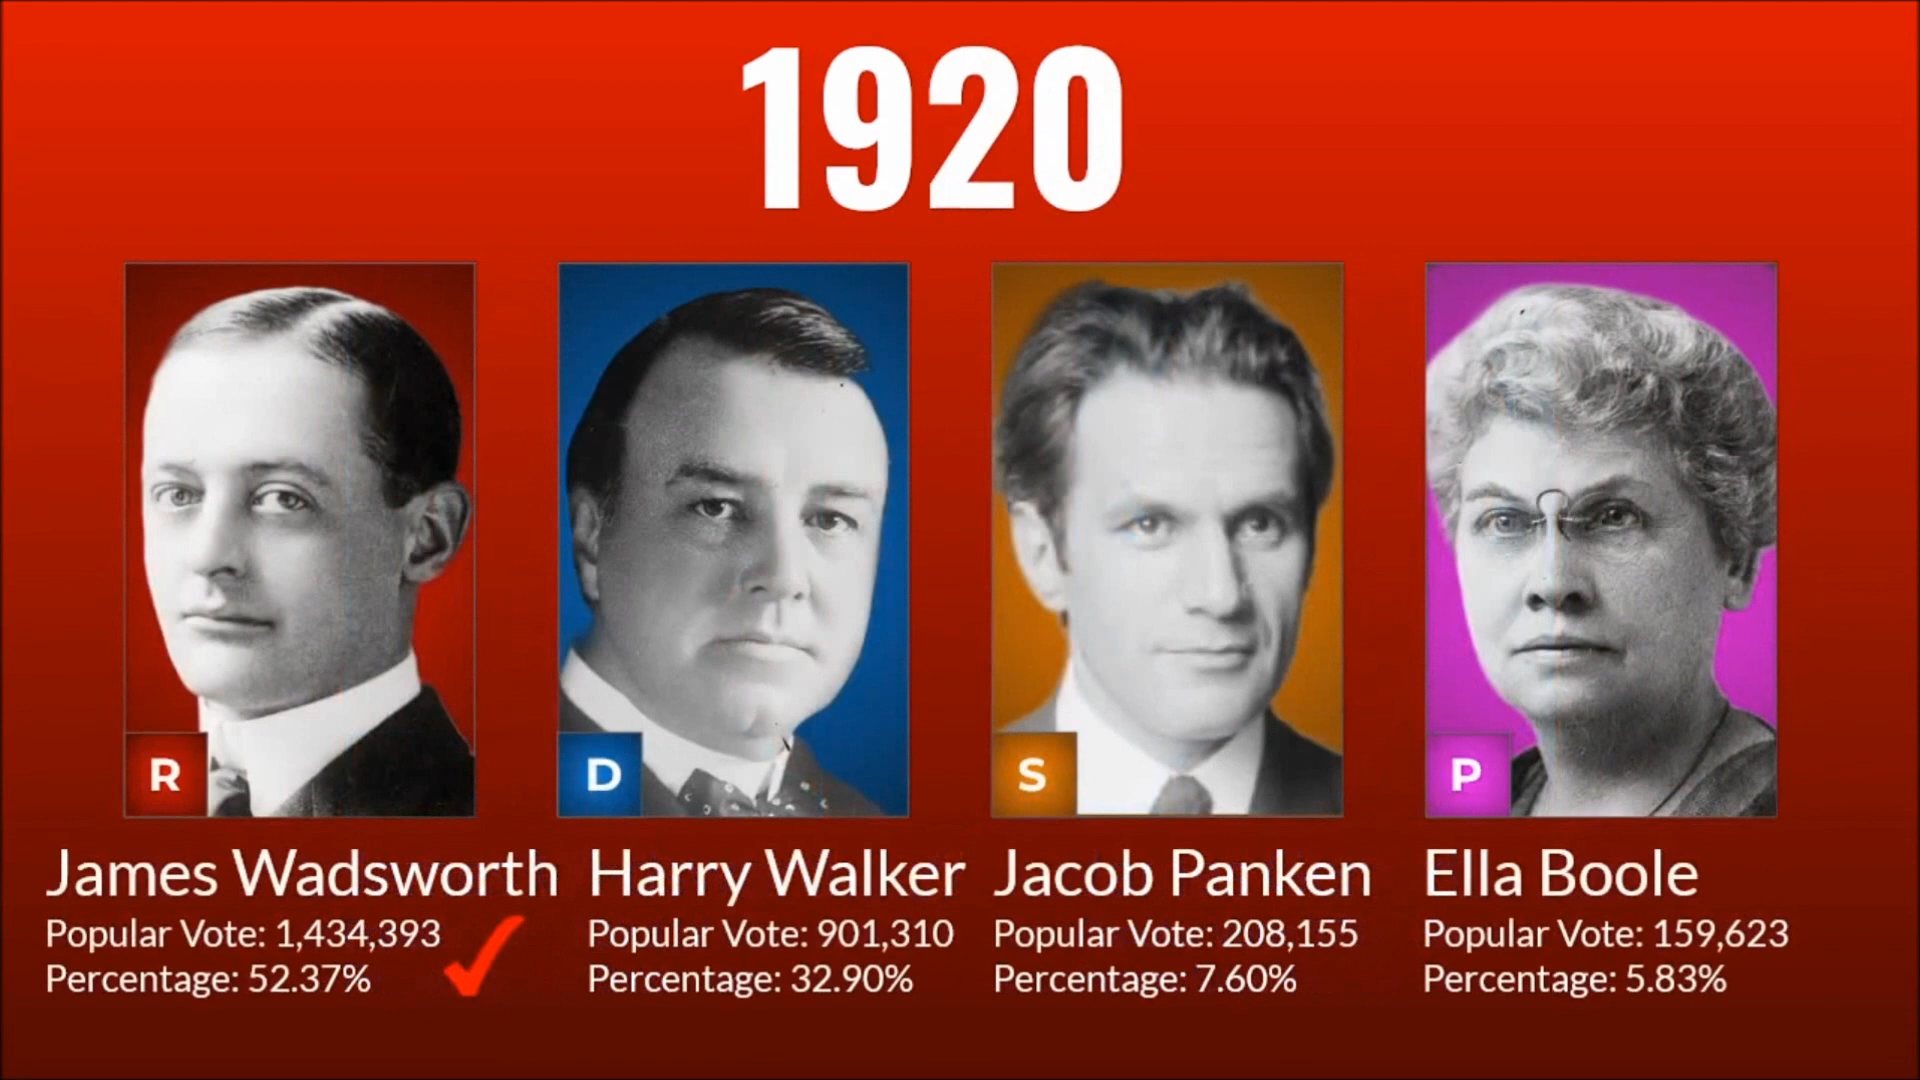 1920
R
D
S
P
James Wadsworth
Popular Vote: 1,434,393
Percentage: 52.37%
Harry Walker
Popular Vote: 901,310
Percentage: 32.90%
Jacob Panken
Popular Vote: 208,155
Percentage: 7.60%
Ella Boole
Popular Vote: 159,623
Percentage: 5.83%